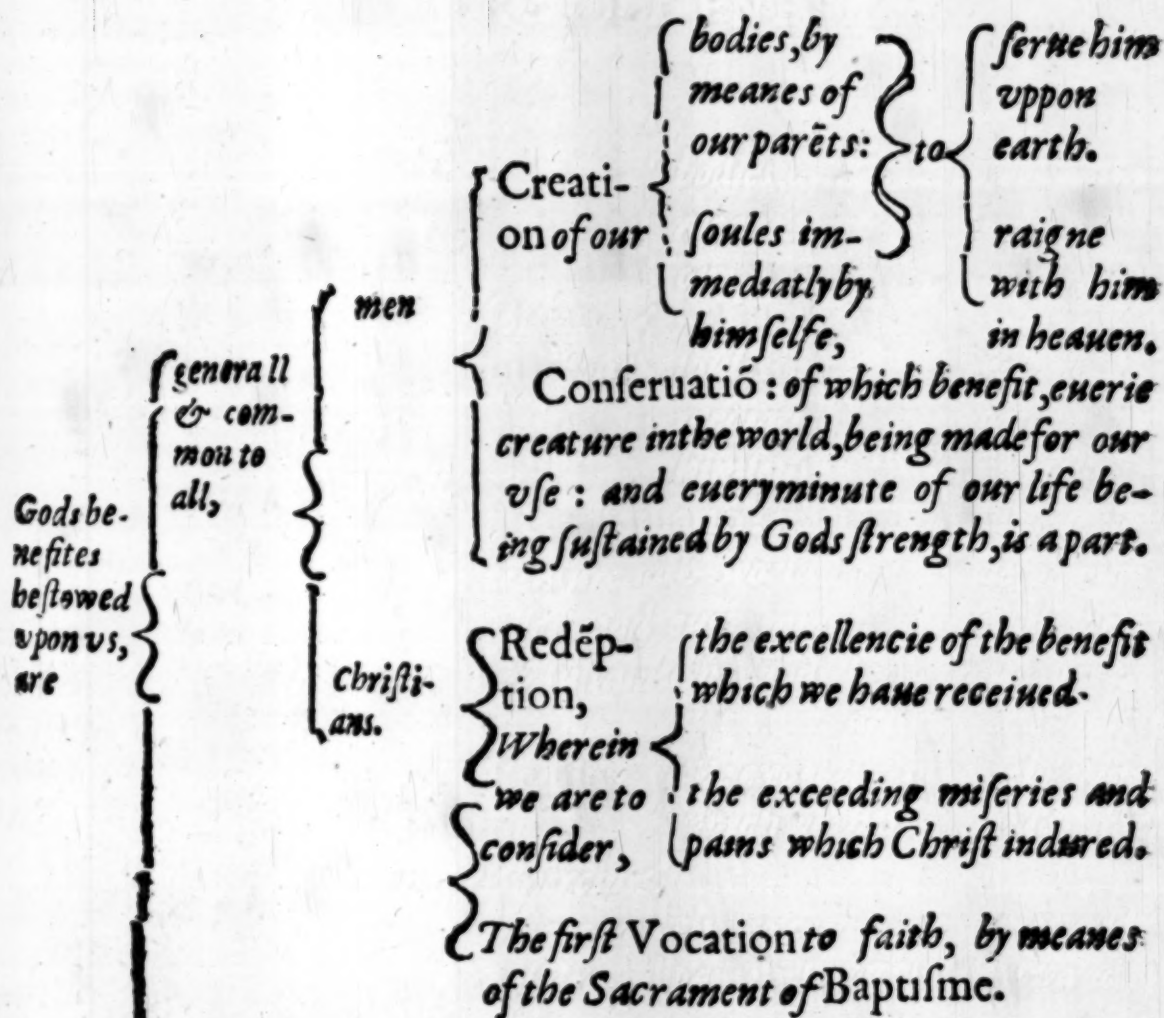 Gods be-
nefites
bestowed
vpon vs,
are
generall
& com-
mon to
all,
men
Creati-
on of our
bodies, by
meanes of
our parẽts:
soules im-
mediatly by
himselfe,
to
serue him
vppon
earth.
raigne
with him
in heauen.
Conseruatiõ: of which benefit, euerie
creature in the world, being made for our
vse: and euery minute of our life be-
ing sustained by Gods strength, is a part.
Christi-
ans.
Redẽp-
tion,
Wherein
we are to
consider,
the excellencie of the benefit
which we haue receiued.
the exceeding miseries and
pains which Christ indured.
The first Vocation to faith, by meanes
of the Sacrament of Baptisme.